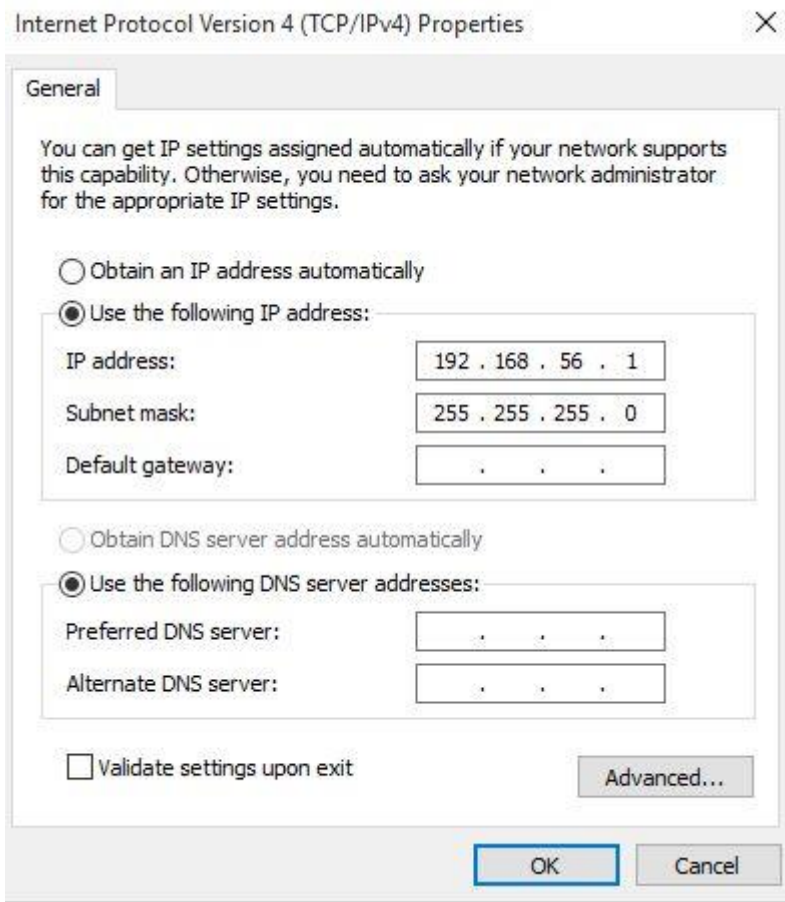 Internet Protocol Version 4 (TCP/IPv4) Properties
General
You can get IP settings assigned automatically if your network supports
this capability. Otherwise, you need to ask your network administrator
for the appropriate IP settings.
Obtain an IP address automatically
Use the following IP address:
IP address: 192 . 168 . 56 . 1
Subnet mask: 255 . 255 . 255 . 0
Default gateway: . . .
Obtain DNS server address automatically
Use the following DNS server addresses:
Preferred DNS server: . . .
Alternate DNS server: . . .
Validate settings upon exit
Advanced...
OK Cancel